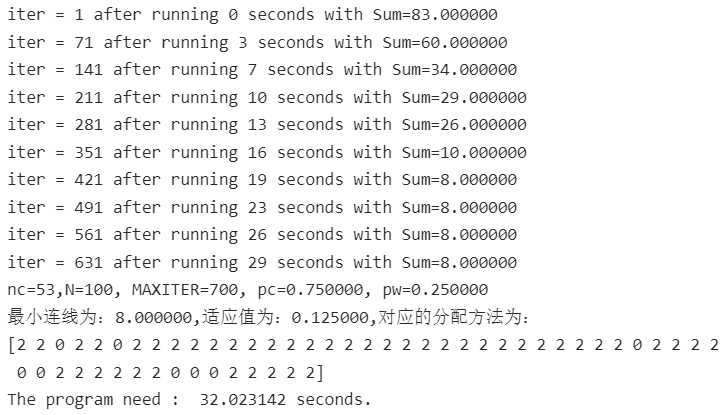 iter = 1 after running 0 seconds with Sum=83.000000
iter = 71 after running 3 seconds with Sum=60.000000
iter = 141 after running 7 seconds with Sum=34.000000
iter = 211 after running 10 seconds with Sum=29.000000
iter = 281 after running 13 seconds with Sum=26.000000
iter = 351 after running 16 seconds with Sum=10.000000
iter = 421 after running 19 seconds with Sum=8.000000
iter = 491 after running 23 seconds with Sum=8.000000
iter = 561 after running 26 seconds with Sum=8.000000
iter = 631 after running 29 seconds with Sum=8.000000
nc=53,N=100, MAXITER=700, pc=0.750000, pw=0.250000
最小连线为: 8.000000,适应值为: 0.125000,对应的分配方法为:
[2 2 0 2 2 0 2 2 2 2 2 2 2 2 2 2 2 2 2 2 2 2 2 2 2 2 2 2 2 2 2 2 0 2 2 2 2
0 0 2 2 2 2 2 2 0 0 0 2 2 2 2 2]
The program need :  32.023142 seconds.